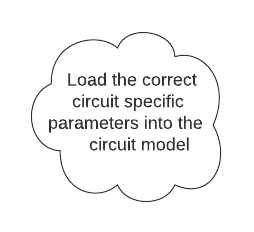 Load the correct
circuit specific
parameters into the
circuit model